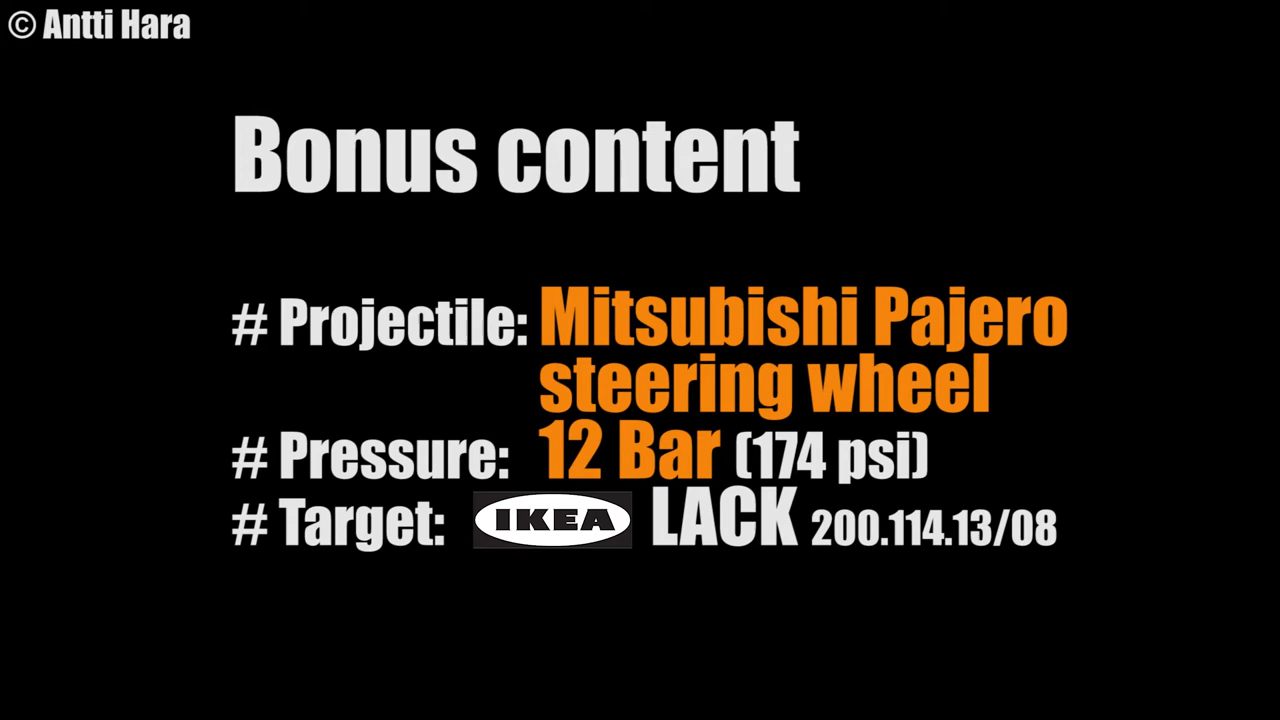 © Antti Hara
Bonus content
# Projectile: Mitsubishi Pajero
steering wheel
# Pressure: 12 Bar (174 psi)
# Target: IKEA LACK 200.114.13/08